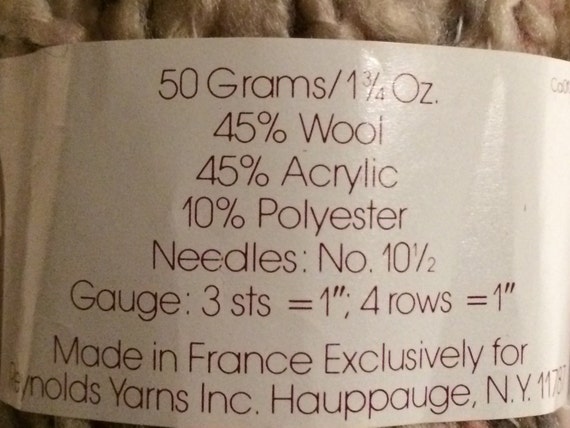 50 Grams/1¾ Oz.
45% Wool
45% Acrylic
10% Polyester
Needles: No. 10½
Gauge: 3 sts =1"; 4 rows =1"
Made in France Exclusively for
Reynolds Yarns Inc. Hauppauge, N.Y.